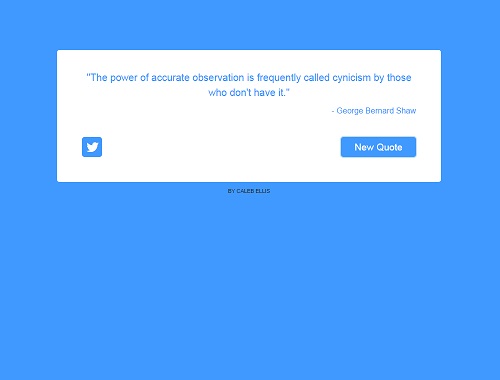 "The power of accurate observation is frequently called cynicism by those
who don't have it."
- George Bernard Shaw
New Quote
BY CALEB ELLIS